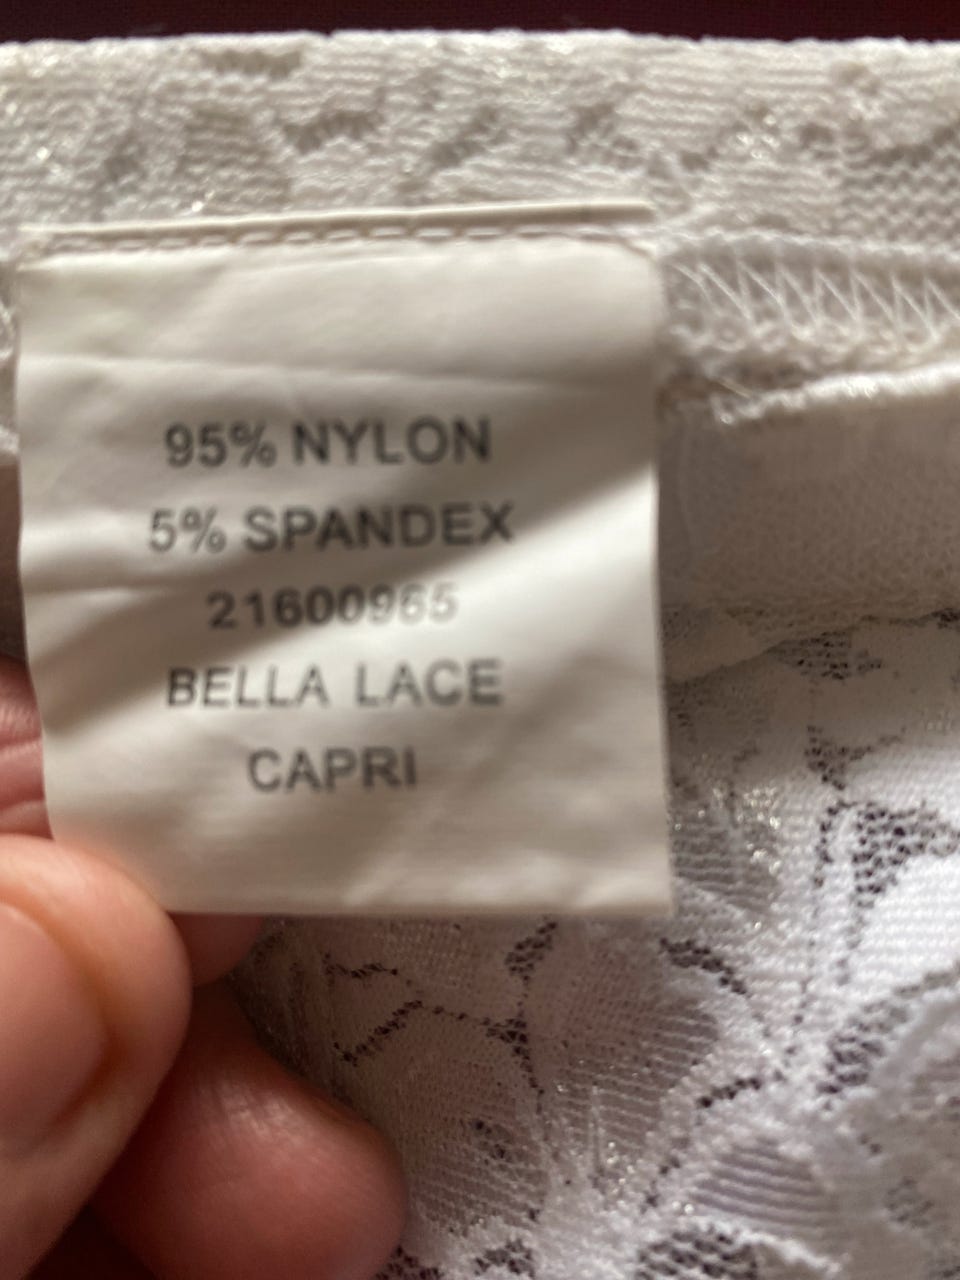 95% NYLON
5% SPANDEX
21600965
BELLA LACE
CAPRI